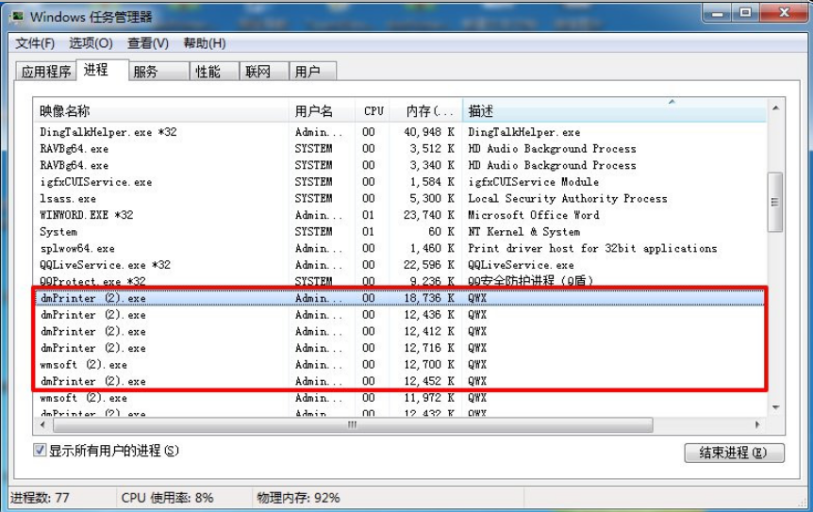 Windows 任务管理器
文件(F) 选项(O) 查看(V) 帮助(H)
应用程序 进程 服务 性能 联网 用户
映像名称 用户名 CPU 内存(... 描述
DingTalkHelper.exe *32 Admin... 00 40,948 K DingTalkHelper.exe
RAVBg64.exe SYSTEM 00 3,512 K HD Audio Background Process
RAVBg64.exe SYSTEM 00 3,340 K HD Audio Background Process
igfxCUIService.exe SYSTEM 00 1,584 K igfxCUIService Module
lsass.exe SYSTEM 00 5,300 K Local Security Authority Process
WINWORD.EXE *32 Admin... 01 23,740 K Microsoft Office Word
System SYSTEM 01 60 K NT Kernel & System
splwow64.exe Admin... 00 1,460 K Print driver host for 32bit applications
QQLiveService.exe *32 Admin... 00 22,596 K QQLiveService.exe
QQProtect.exe *32 SYSTEM 00 9,236 K QQ安全防护进程（Q盾）
dmPrinter (2).exe Admin... 00 18,736 K QWX
dmPrinter (2).exe Admin... 00 12,436 K QWX
dmPrinter (2).exe Admin... 00 12,412 K QWX
dmPrinter (2).exe Admin... 00 12,716 K QWX
wmsoft (2).exe Admin... 00 12,700 K QWX
dmPrinter (2).exe Admin... 00 12,452 K QWX
wmsoft (2).exe Admin... 00 11,972 K QWX
dmPrinter (2).exe Admin... 00 12,432 K QWX
显示所有用户的进程(S) 结束进程(E)
进程数: 77 CPU 使用率: 8% 物理内存: 92%